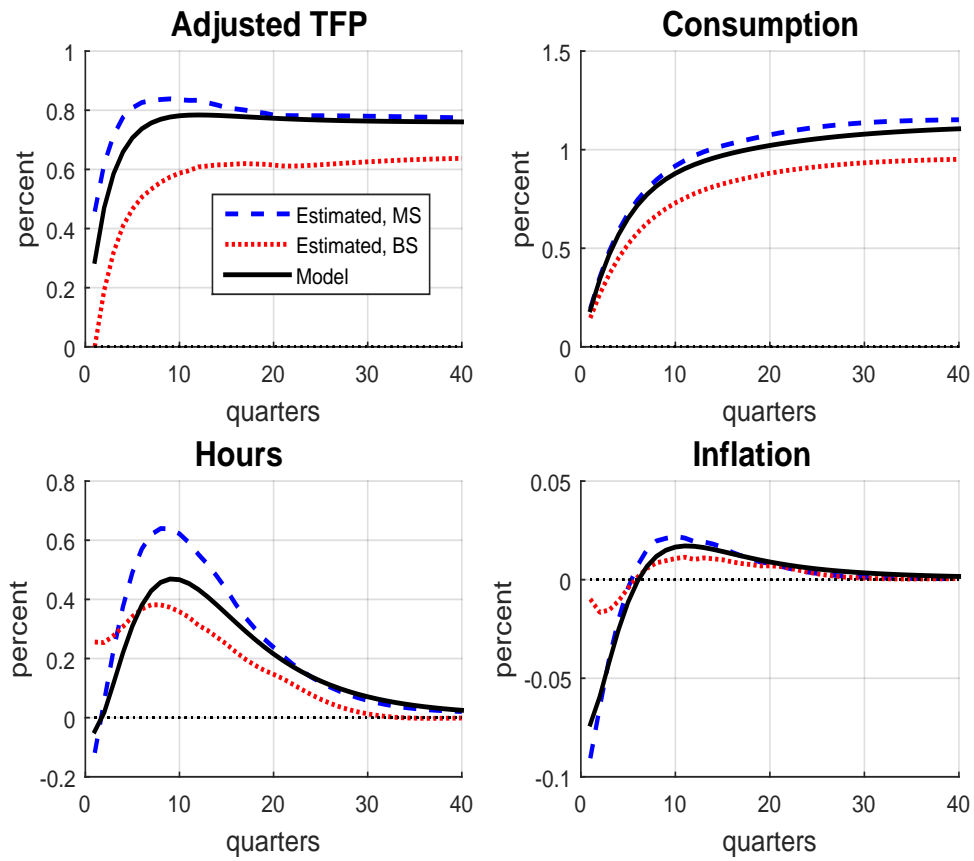 Adjusted TFP
1
0.8
0.6
0.4
0.2
0
percent
Estimated, MS
Estimated, BS
Model
0 10 20 30 40
quarters
Consumption
1.5
1
0.5
0
percent
0 10 20 30 40
quarters
Hours
0.8
0.6
0.4
0.2
0
-0.2
percent
0 10 20 30 40
quarters
Inflation
0.05
0
-0.05
-0.1
percent
0 10 20 30 40
quarters